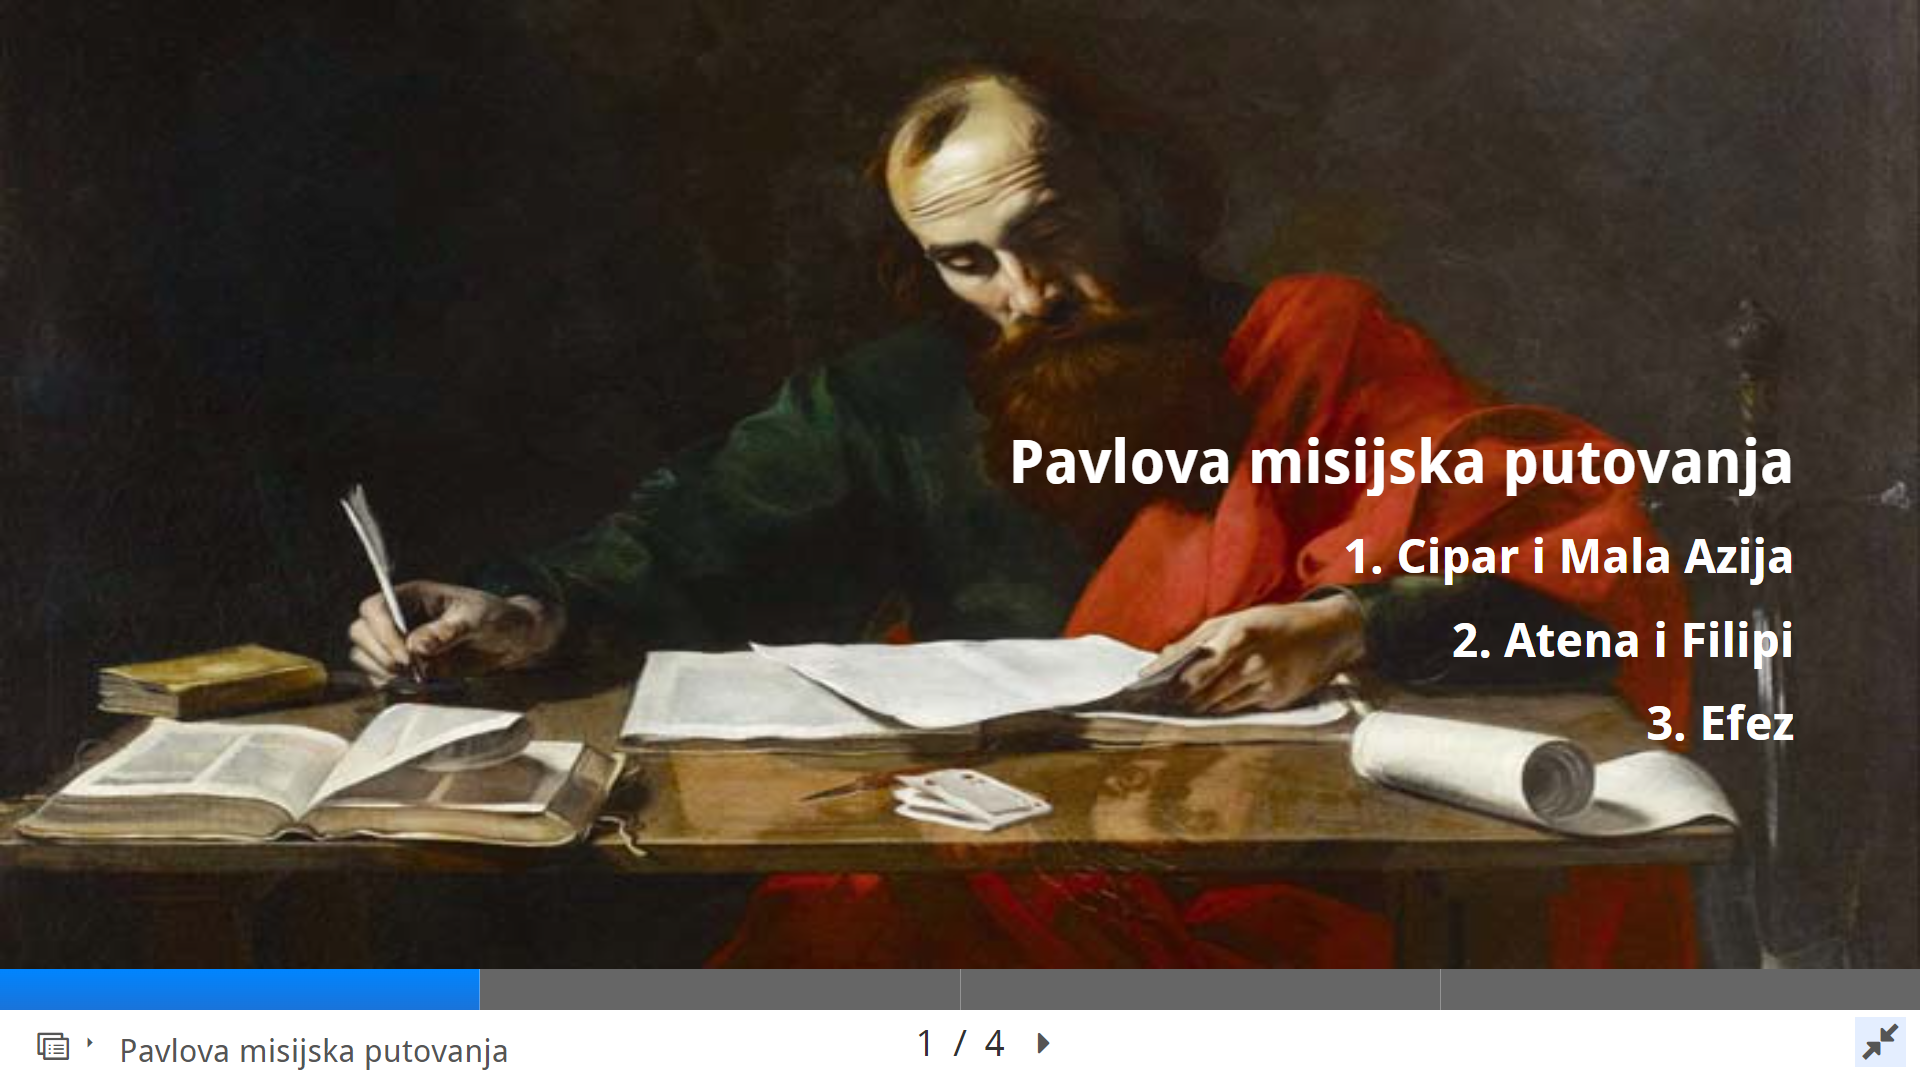 Pavlova misijska putovanja
1. Cipar i Mala Azija
2. Atena i Filipi
3. Efez
Pavlova misijska putovanja
1 / 4